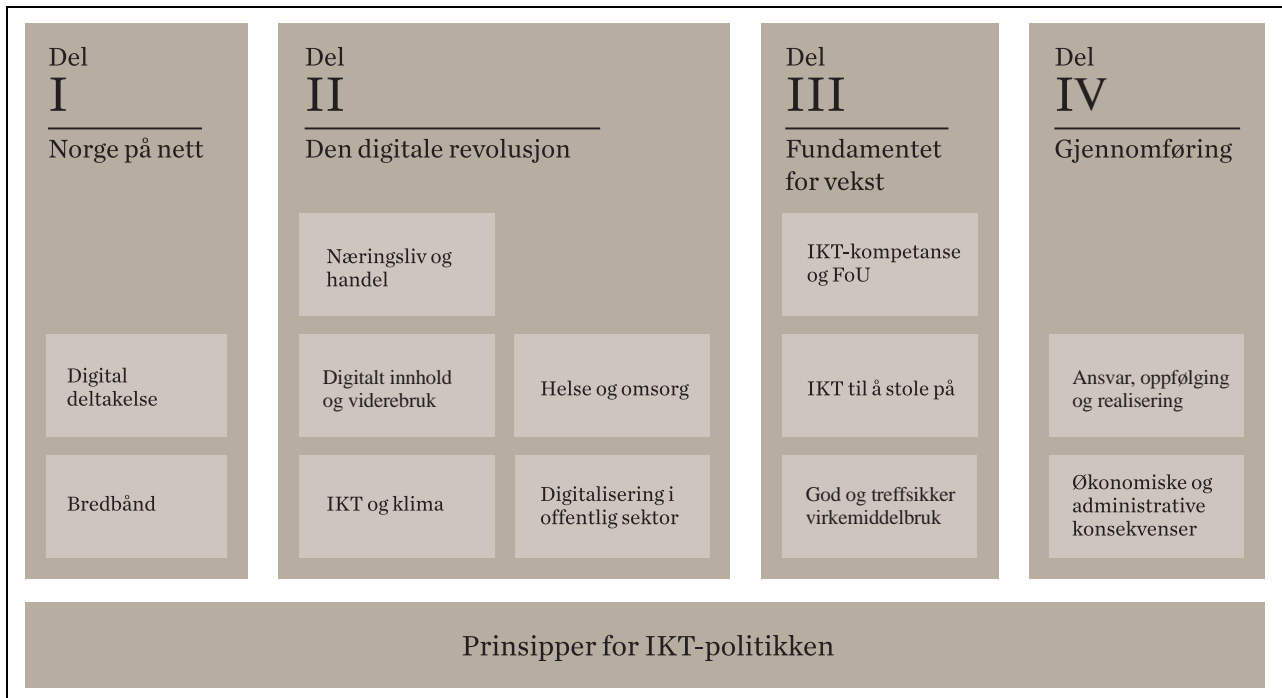 Del
I
Norge på nett
Digital
deltakelse
Bredbånd
Del
II
Den digitale revolusjon
Næringsliv og
handel
Digitalt innhold
og viderebruk
Helse og omsorg
IKT og klima
Digitalisering i
offentlig sektor
Del
III
Fundamentet
for vekst
IKT-kompetanse
og FoU
IKT til å stole på
God og treffsikker
virkemiddelbruk
Del
IV
Gjennomføring
Ansvar, oppfølging
og realisering
Økonomiske og
administrative
konsekvenser
Prinsipper for IKT-politikken